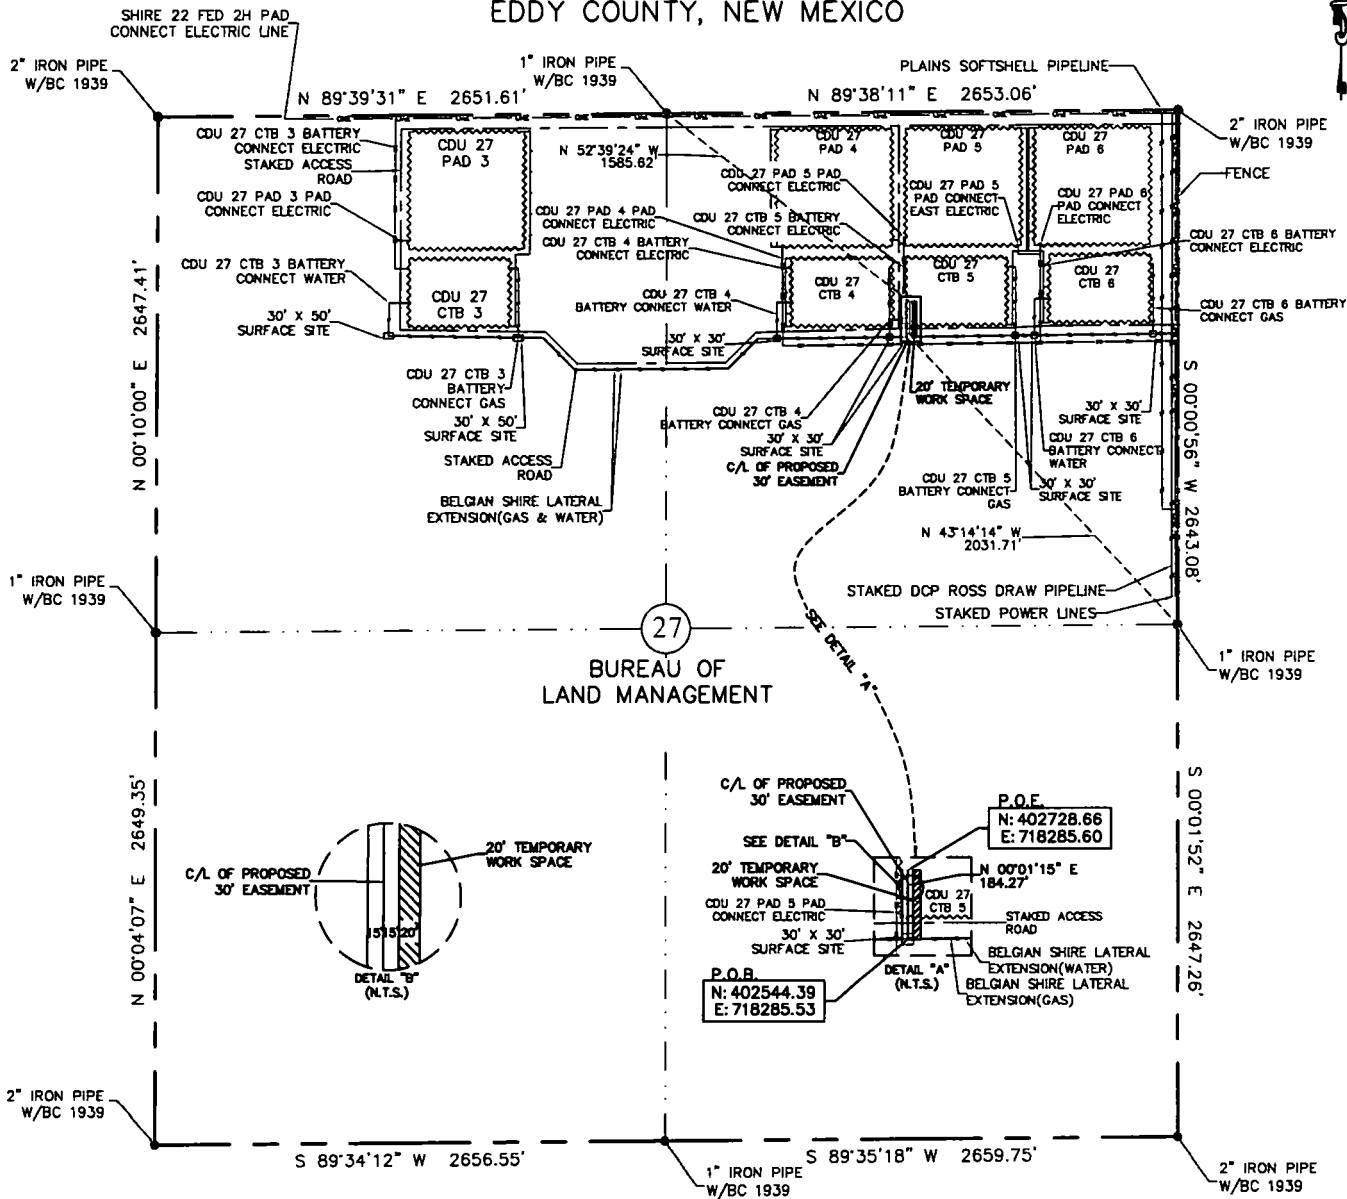 EDDY COUNTY, NEW MEXICO
SHIRE 22 FED 2H PAD
CONNECT ELECTRIC LINE
2" IRON PIPE
W/BC 1939
1" IRON PIPE
W/BC 1939
PLAINS SOFTSHELL PIPELINE
N 89°39'31" E 2651.61'
N 89°38'11" E 2653.06'
2" IRON PIPE
W/BC 1939
FENCE
CDU 27 CTB 3 BATTERY
CONNECT ELECTRIC
STAKED ACCESS
ROAD
CDU 27 PAD 3 PAD
CONNECT ELECTRIC
CDU 27 CTB 3 BATTERY
CONNECT WATER
30' X 50'
SURFACE SITE
CDU 27
PAD 3
CDU 27
CTB 3
N 52°39'24" W
1585.62'
CDU 27 PAD 5 PAD
CONNECT ELECTRIC
CDU 27 PAD 4 PAD
CONNECT ELECTRIC
CDU 27 CTB 5 BATTERY
CONNECT ELECTRIC
CDU 27 CTB 4 BATTERY
CONNECT ELECTRIC
CDU 27 CTB 4
BATTERY CONNECT WATER
30' X 30'
SURFACE SITE
CDU 27
PAD 4
CDU 27
PAD 5
CDU 27
PAD 6
CDU 27 PAD 5
PAD CONNECT
EAST ELECTRIC
CDU 27 PAD 6
PAD CONNECT
ELECTRIC
CDU 27 CTB 6 BATTERY
CONNECT ELECTRIC
CDU 27
CTB 4
CDU 27
CTB 5
CDU 27
CTB 6
CDU 27 CTB 6 BATTERY
CONNECT GAS
N 00°10'00" E 2647.41'
S 00°00'56" W 2643.08'
CDU 27 CTB 3
BATTERY
CONNECT GAS
30' X 50'
SURFACE SITE
STAKED ACCESS
ROAD
BELGIAN SHIRE LATERAL
EXTENSION(GAS & WATER)
20' TEMPORARY
WORK SPACE
CDU 27 CTB 4
BATTERY CONNECT GAS
30' X 30'
SURFACE SITE
C/L OF PROPOSED
30' EASEMENT
30' X 30'
SURFACE SITE
CDU 27 CTB 6
BATTERY CONNECT
WATER
CDU 27 CTB 5
BATTERY CONNECT
GAS
30' X 30'
SURFACE SITE
N 43°14'14" W
2031.71'
STAKED DCP ROSS DRAW PIPELINE
STAKED POWER LINES
1" IRON PIPE
W/BC 1939
27
BUREAU OF
LAND MANAGEMENT
SEE DETAIL "A"
1" IRON PIPE
W/BC 1939
N 00°04'07" E 2649.35'
S 00°01'52" E 2647.26'
C/L OF PROPOSED
30' EASEMENT
20' TEMPORARY
WORK SPACE
15'15'20'
DETAIL "B"
(N.T.S.)
C/L OF PROPOSED
30' EASEMENT
SEE DETAIL "B"
20' TEMPORARY
WORK SPACE
CDU 27 PAD 5 PAD
CONNECT ELECTRIC
30' X 30'
SURFACE SITE
P.O.E.
N: 402728.66
E: 718285.60
N 00°01'15" E
184.27'
CDU 27
CTB 5
STAKED ACCESS
ROAD
BELGIAN SHIRE LATERAL
EXTENSION(WATER)
BELGIAN SHIRE LATERAL
EXTENSION(GAS)
DETAIL "A"
(N.T.S.)
P.O.B.
N: 402544.39
E: 718285.53
2" IRON PIPE
W/BC 1939
S 89°34'12" W 2656.55'
1" IRON PIPE
W/BC 1939
S 89°35'18" W 2659.75'
2" IRON PIPE
W/BC 1939